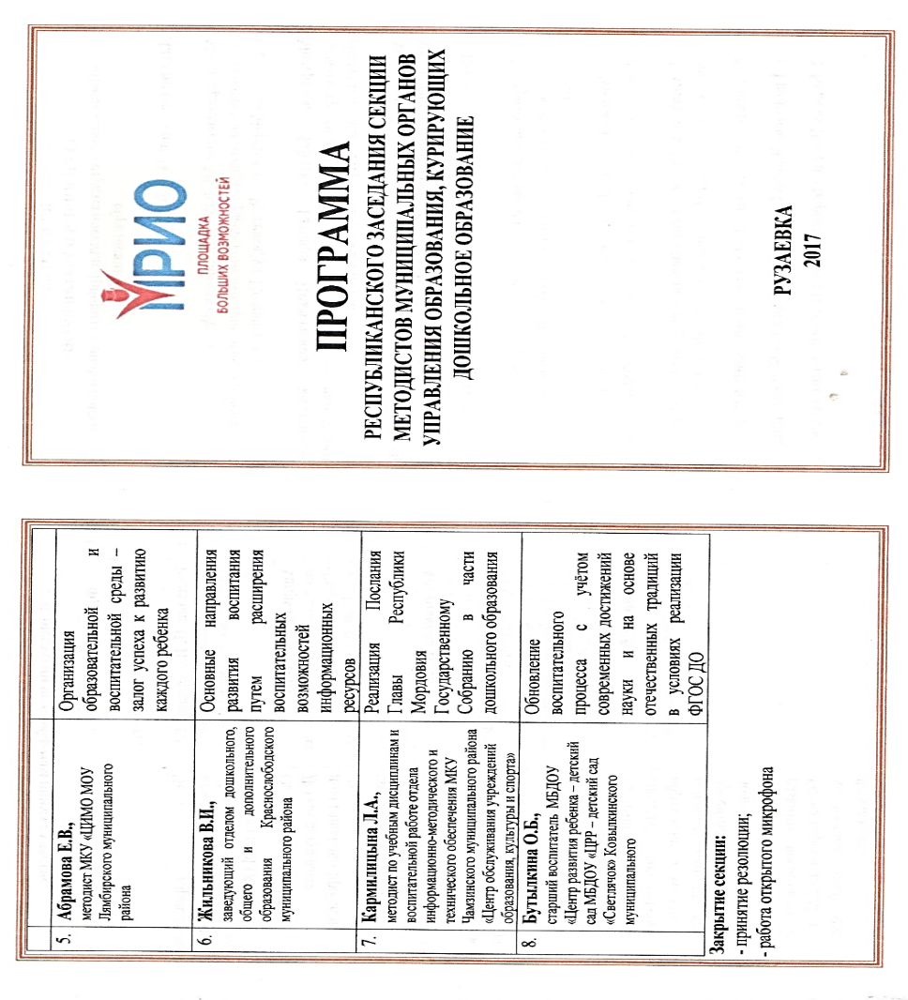 МРИО
ПЛОЩАДКА
БОЛЬШИХ ВОЗМОЖНОСТЕЙ
ПРОГРАММА
РЕСПУБЛИКАНСКОГО ЗАСЕДАНИЯ СЕКЦИИ
МЕТОДИСТОВ МУНИЦИПАЛЬНЫХ ОРГАНОВ
УПРАВЛЕНИЯ ОБРАЗОВАНИЯ, КУРИРУЮЩИХ
ДОШКОЛЬНОЕ ОБРАЗОВАНИЕ
РУЗАЕВКА
2017
5.
Абрамова Е.В.,
методист МКУ «ЦИМО МОУ
Лямбирского муниципального
района
Организация
образовательной и
воспитательной среды –
залог успеха к развитию
каждого ребенка
6.
Жильникова В.И.,
заведующий отделом дошкольного,
общего и дополнительного
образования Краснослободского
муниципального района
Основные направления
развития воспитания
путем расширения
воспитательных
возможностей
информационных
ресурсов
7.
Кармилицына Л.А.,
методист по учебным дисциплинам и
воспитательной работе отдела
информационно-методического и
технического обеспечения МКУ
Чамзинского муниципального района
«Центр обслуживания учреждений
образования, культуры и спорта»
Реализация Послания
Главы Республики
Мордовия
Государственному
Собранию в части
дошкольного образования
8.
Бутылкина О.Б.,
старший воспитатель МБДОУ
«Центр развития ребенка – детский
сад МБДОУ «ЦРР – детский сад
«Светлячок» Ковылкинского
муниципального
Обновление
воспитательного
процесса с учётом
современных достижений
науки и на основе
отечественных традиций
в условиях реализации
ФГОС ДО
Закрытие секции:
- принятие резолюции;
- работа открытого микрофона